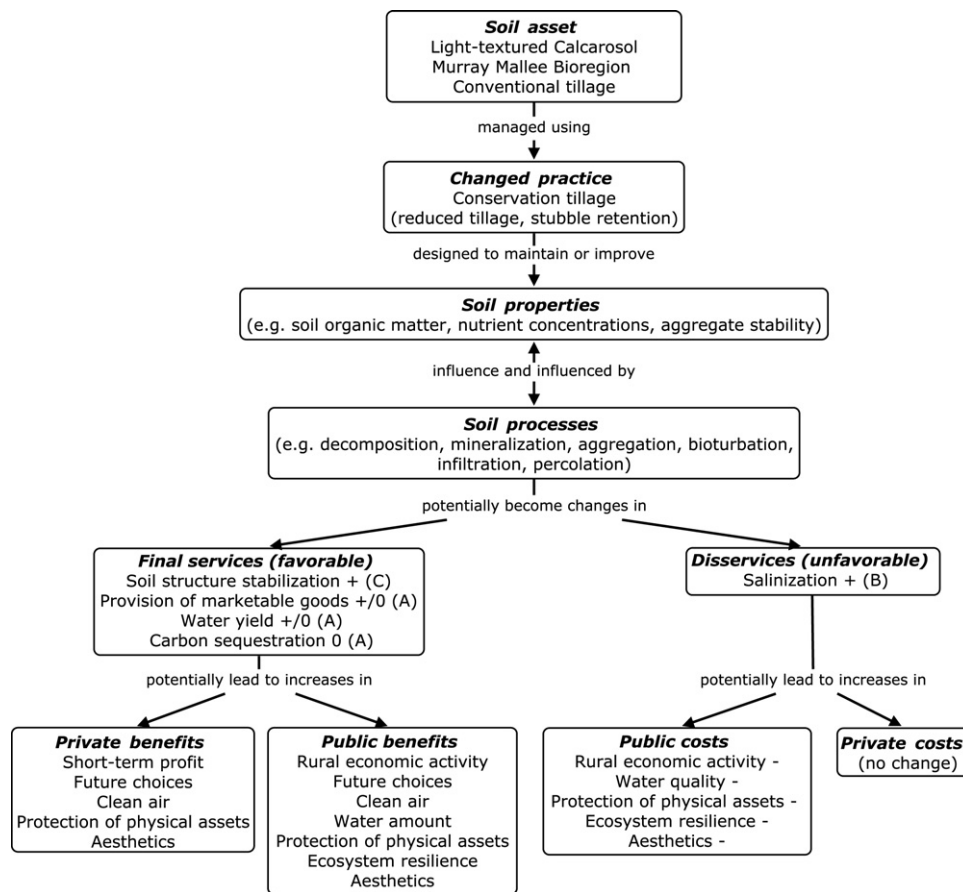 Soil asset
Light-textured Calcarosol
Murray Mallee Bioregion
Conventional tillage
managed using
Changed practice
Conservation tillage
(reduced tillage, stubble retention)
designed to maintain or improve
Soil properties
(e.g. soil organic matter, nutrient concentrations, aggregate stability)
influence and influenced by
Soil processes
(e.g. decomposition, mineralization, aggregation, bioturbation,
infiltration, percolation)
potentially become changes in
Final services (favorable)
Soil structure stabilization + (C)
Provision of marketable goods +/0 (A)
Water yield +/0 (A)
Carbon sequestration 0 (A)
Disservices (unfavorable)
Salinization + (B)
potentially lead to increases in
potentially lead to increases in
Private benefits
Short-term profit
Future choices
Clean air
Protection of physical assets
Aesthetics
Public benefits
Rural economic activity
Future choices
Clean air
Water amount
Protection of physical assets
Ecosystem resilience
Aesthetics
Public costs
Rural economic activity -
Water quality -
Protection of physical assets -
Ecosystem resilience -
Aesthetics -
Private costs
(no change)